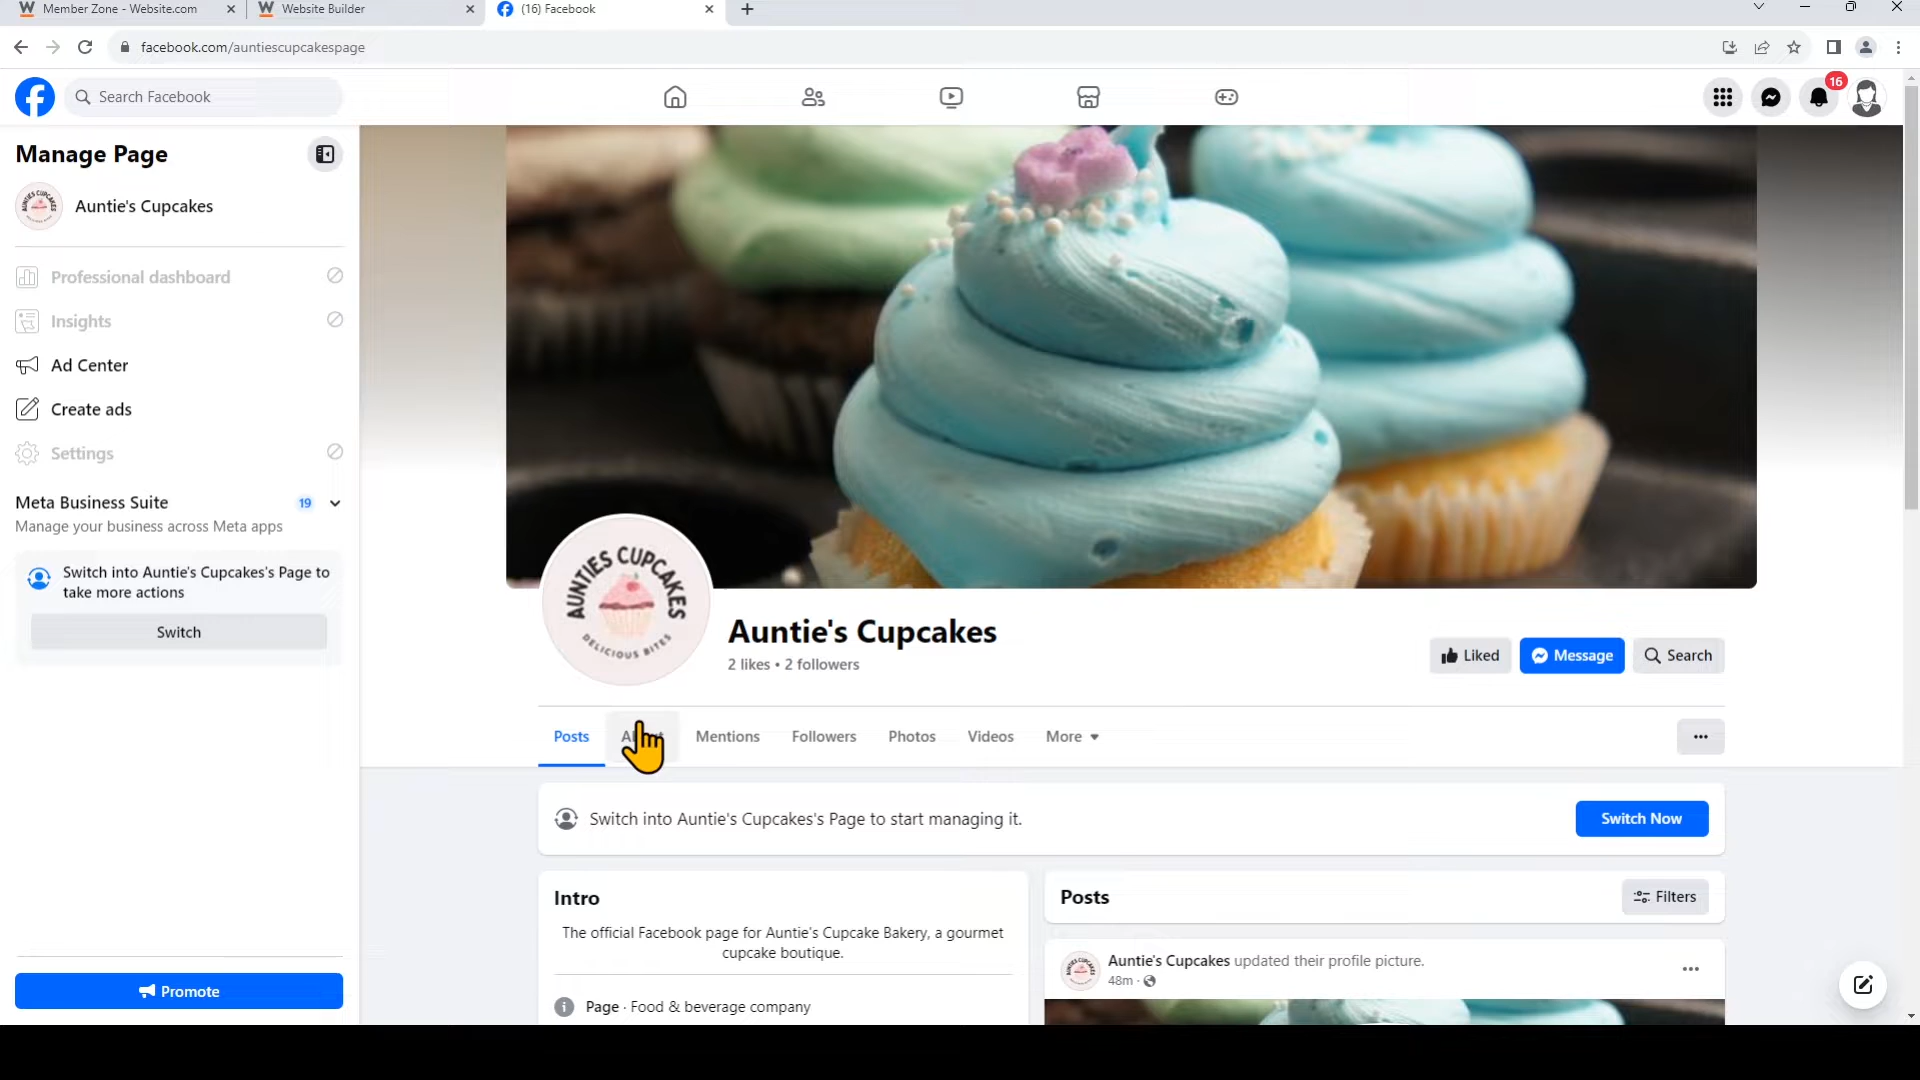 Member Zone - Website.com
Website Builder
(16) Facebook
facebook.com/auntiescupcakespage
Search Facebook
16
Manage Page
Auntie's Cupcakes
Professional dashboard
Insights
Ad Center
Create ads
Settings
Meta Business Suite 19
Manage your business across Meta apps
Switch into Auntie's Cupcakes's Page to
take more actions
Switch
Promote
AUNTIES CUPCAKES
DELICIOUS BITES
Auntie's Cupcakes
2 likes • 2 followers
Liked
Message
Search
Posts
Mentions
Followers
Photos
Videos
More
Switch into Auntie's Cupcakes's Page to start managing it.
Switch Now
Intro
The official Facebook page for Auntie's Cupcake Bakery, a gourmet
cupcake boutique.
Page · Food & beverage company
Posts
Filters
Auntie's Cupcakes updated their profile picture.
48m ·